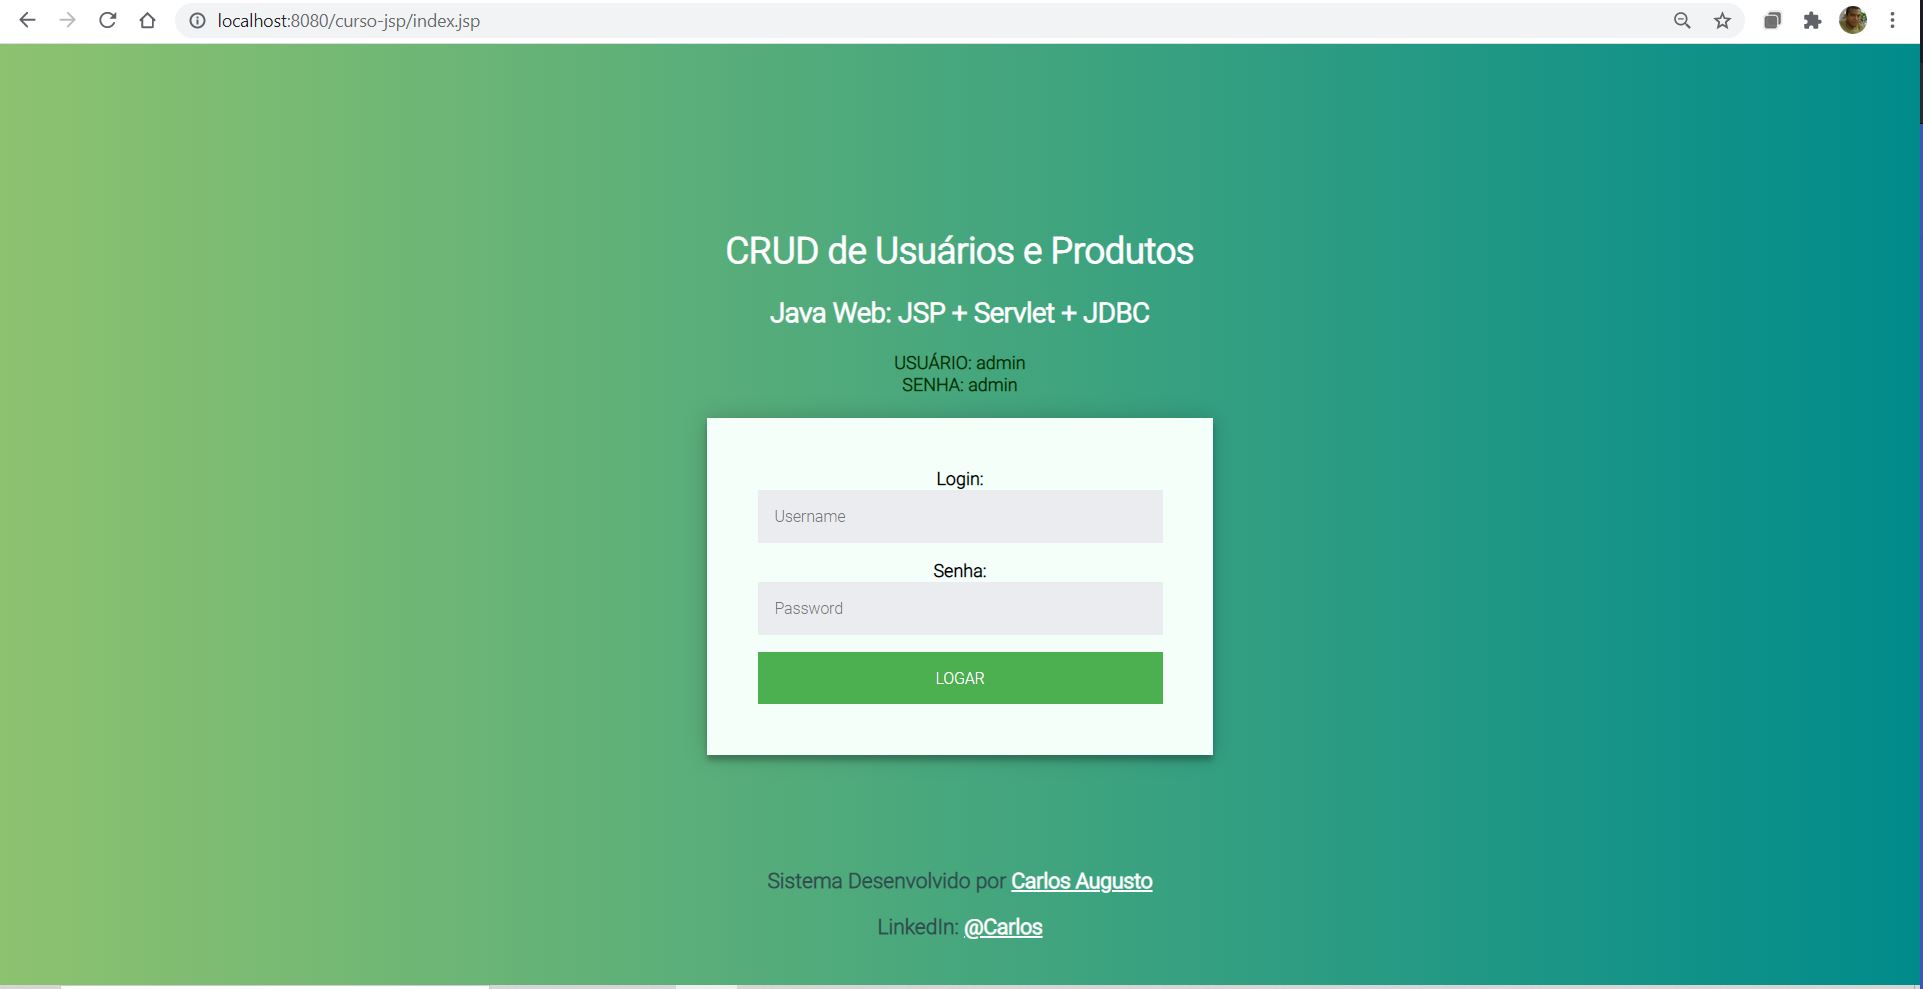 localhost:8080/curso-jsp/index.jsp
CRUD de Usuários e Produtos
Java Web: JSP + Servlet + JDBC
USUÁRIO: admin
SENHA: admin
Login:
Username
Senha:
Password
LOGAR
Sistema Desenvolvido por Carlos Augusto
LinkedIn: @Carlos